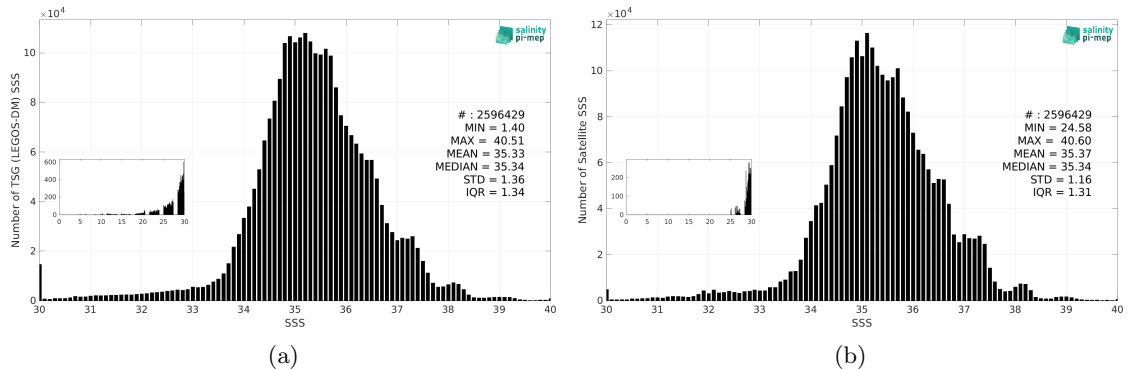 ×10⁴
10
8
6
4
2
0
Number of TSG (LEGOS-DM) SSS
30 31 32 33 34 35 36 37 38 39 40
SSS
salinity
pi-mep
# : 2596429
MIN = 1.40
MAX = 40.51
MEAN = 35.33
MEDIAN = 35.34
STD = 1.36
IQR = 1.34
600
400
200
0
0 5 10 15 20 25 30
(a)
×10⁴
12
10
8
6
4
2
0
Number of Satellite SSS
30 31 32 33 34 35 36 37 38 39 40
SSS
salinity
pi-mep
# : 2596429
MIN = 24.58
MAX = 40.60
MEAN = 35.37
MEDIAN = 35.34
STD = 1.16
IQR = 1.31
200
100
0
0 5 10 15 20 25 30
(b)